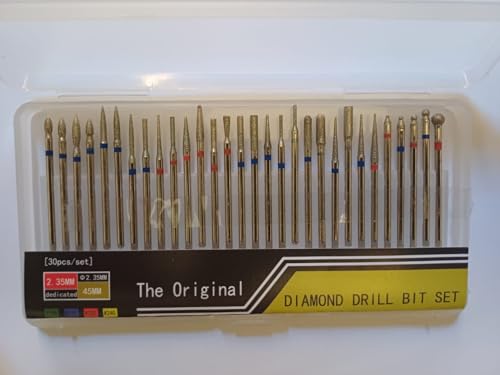 [30pcs/set]
2.35MM
dedicated
Φ2.35MM
45MM
The Original
DIAMOND DRILL BIT SET